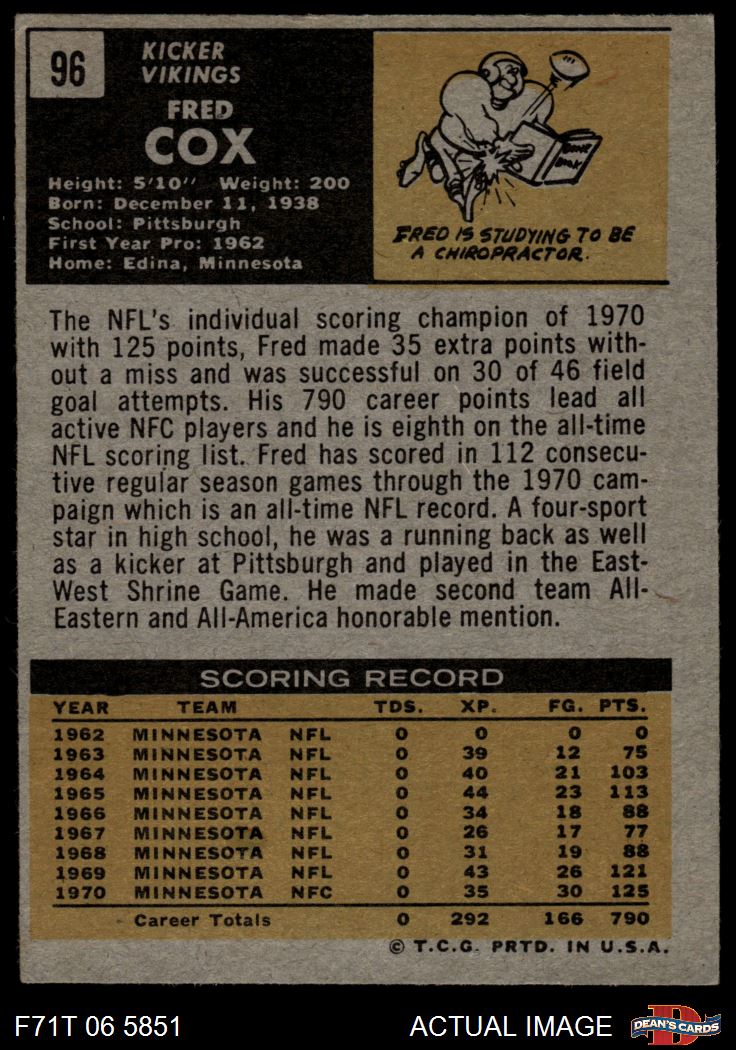 96
KICKER
VIKINGS
FRED
COX
Height: 5'10" Weight: 200
Born: December 11, 1938
School: Pittsburgh
First Year Pro: 1962
Home: Edina, Minnesota
BONE
BOOK
FRED IS STUDYING TO BE
A CHIROPRACTOR.
The NFL's individual scoring champion of 1970
with 125 points, Fred made 35 extra points with-
out a miss and was successful on 30 of 46 field
goal attempts. His 790 career points lead all
active NFC players and he is eighth on the all-time
NFL scoring list. Fred has scored in 112 consecu-
tive regular season games through the 1970 cam-
paign which is an all-time NFL record. A four-sport
star in high school, he was a running back as well
as a kicker at Pittsburgh and played in the East-
West Shrine Game. He made second team All-
Eastern and All-America honorable mention.
SCORING RECORD
YEAR TEAM TDS. XP. FG. PTS.
1962 MINNESOTA NFL 0 0 0 0
1963 MINNESOTA NFL 0 39 12 75
1964 MINNESOTA NFL 0 40 21 103
1965 MINNESOTA NFL 0 44 23 113
1966 MINNESOTA NFL 0 34 18 88
1967 MINNESOTA NFL 0 26 17 77
1968 MINNESOTA NFL 0 31 19 88
1969 MINNESOTA NFL 0 43 26 121
1970 MINNESOTA NFC 0 35 30 125
Career Totals 0 292 166 790
© T.C.G. PRTD. IN U.S.A.
F71T 06 5851 ACTUAL IMAGE
D
DEAN'S CARDS